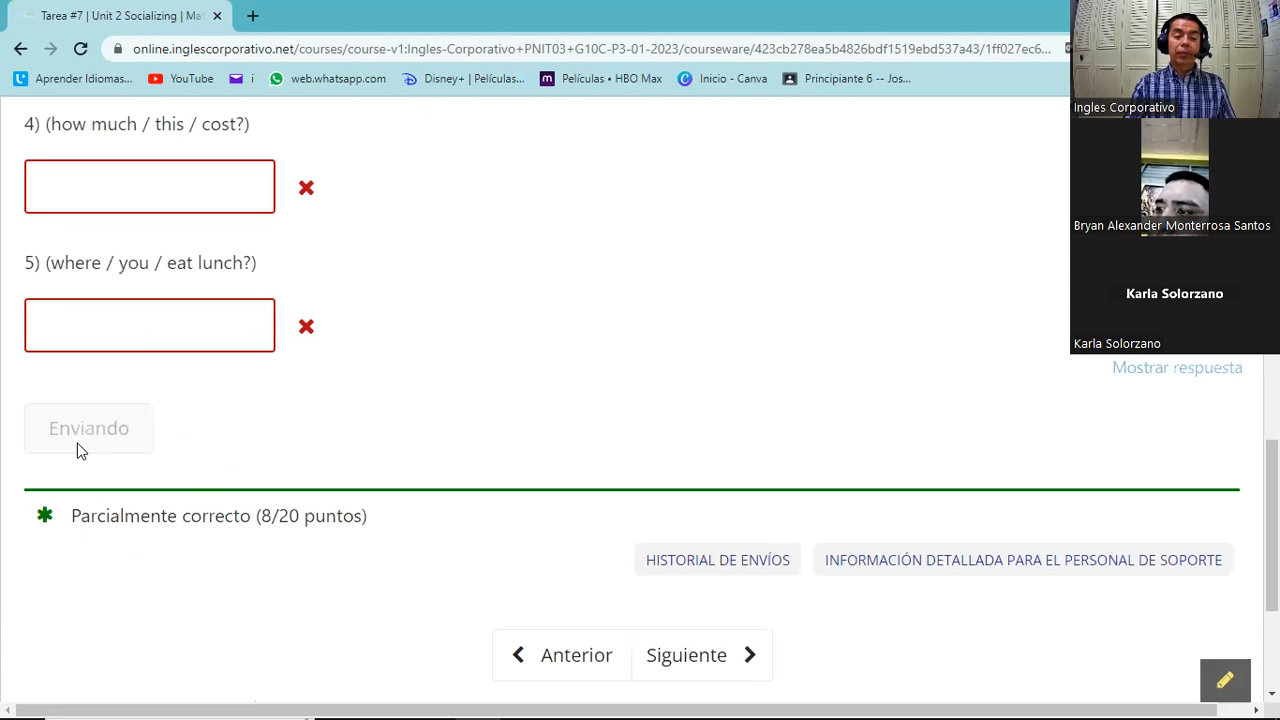 Tarea #7 | Unit 2 Socializing | Ma
online.inglescorporativo.net/courses/course-v1:Ingles-Corporativo+PNIT03+G10C-P3-01-2023/courseware/423cb278ea5b4826bdf1519ebd537a43/1ff027ec6...
Aprender Idiomas...
YouTube
i
web.whatsapp.com
Disney+ | Películas...
Películas • HBO Max
Inicio - Canva
Principiante 6 -- Jos...
Ingles Corporativo
4) (how much / this / cost?)
Bryan Alexander Monterrosa Santos
5) (where / you / eat lunch?)
Karla Solorzano
Karla Solorzano
Mostrar respuesta
Enviando
Parcialmente correcto (8/20 puntos)
HISTORIAL DE ENVÍOS
INFORMACIÓN DETALLADA PARA EL PERSONAL DE SOPORTE
Anterior
Siguiente